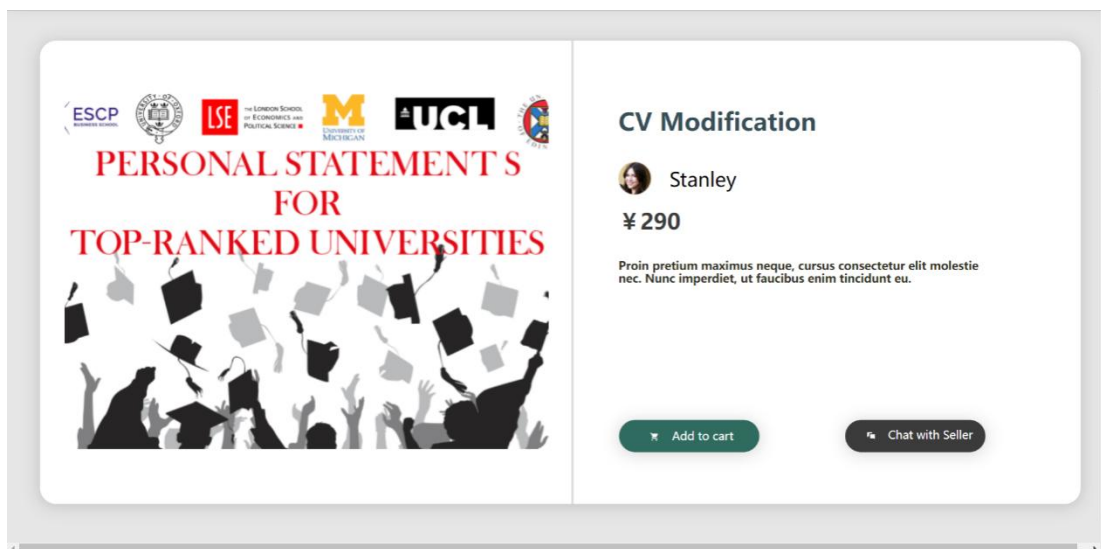 ESCP
BUSINESS SCHOOL
LSE
THE LONDON SCHOOL
OF ECONOMICS AND
POLITICAL SCIENCE
M
UNIVERSITY OF
MICHIGAN
UCL
PERSONAL STATEMENT S
FOR
TOP-RANKED UNIVERSITIES
CV Modification
Stanley
¥290
Proin pretium maximus neque, cursus consectetur elit molestie
nec. Nunc imperdiet, ut faucibus enim tincidunt eu.
Add to cart
Chat with Seller